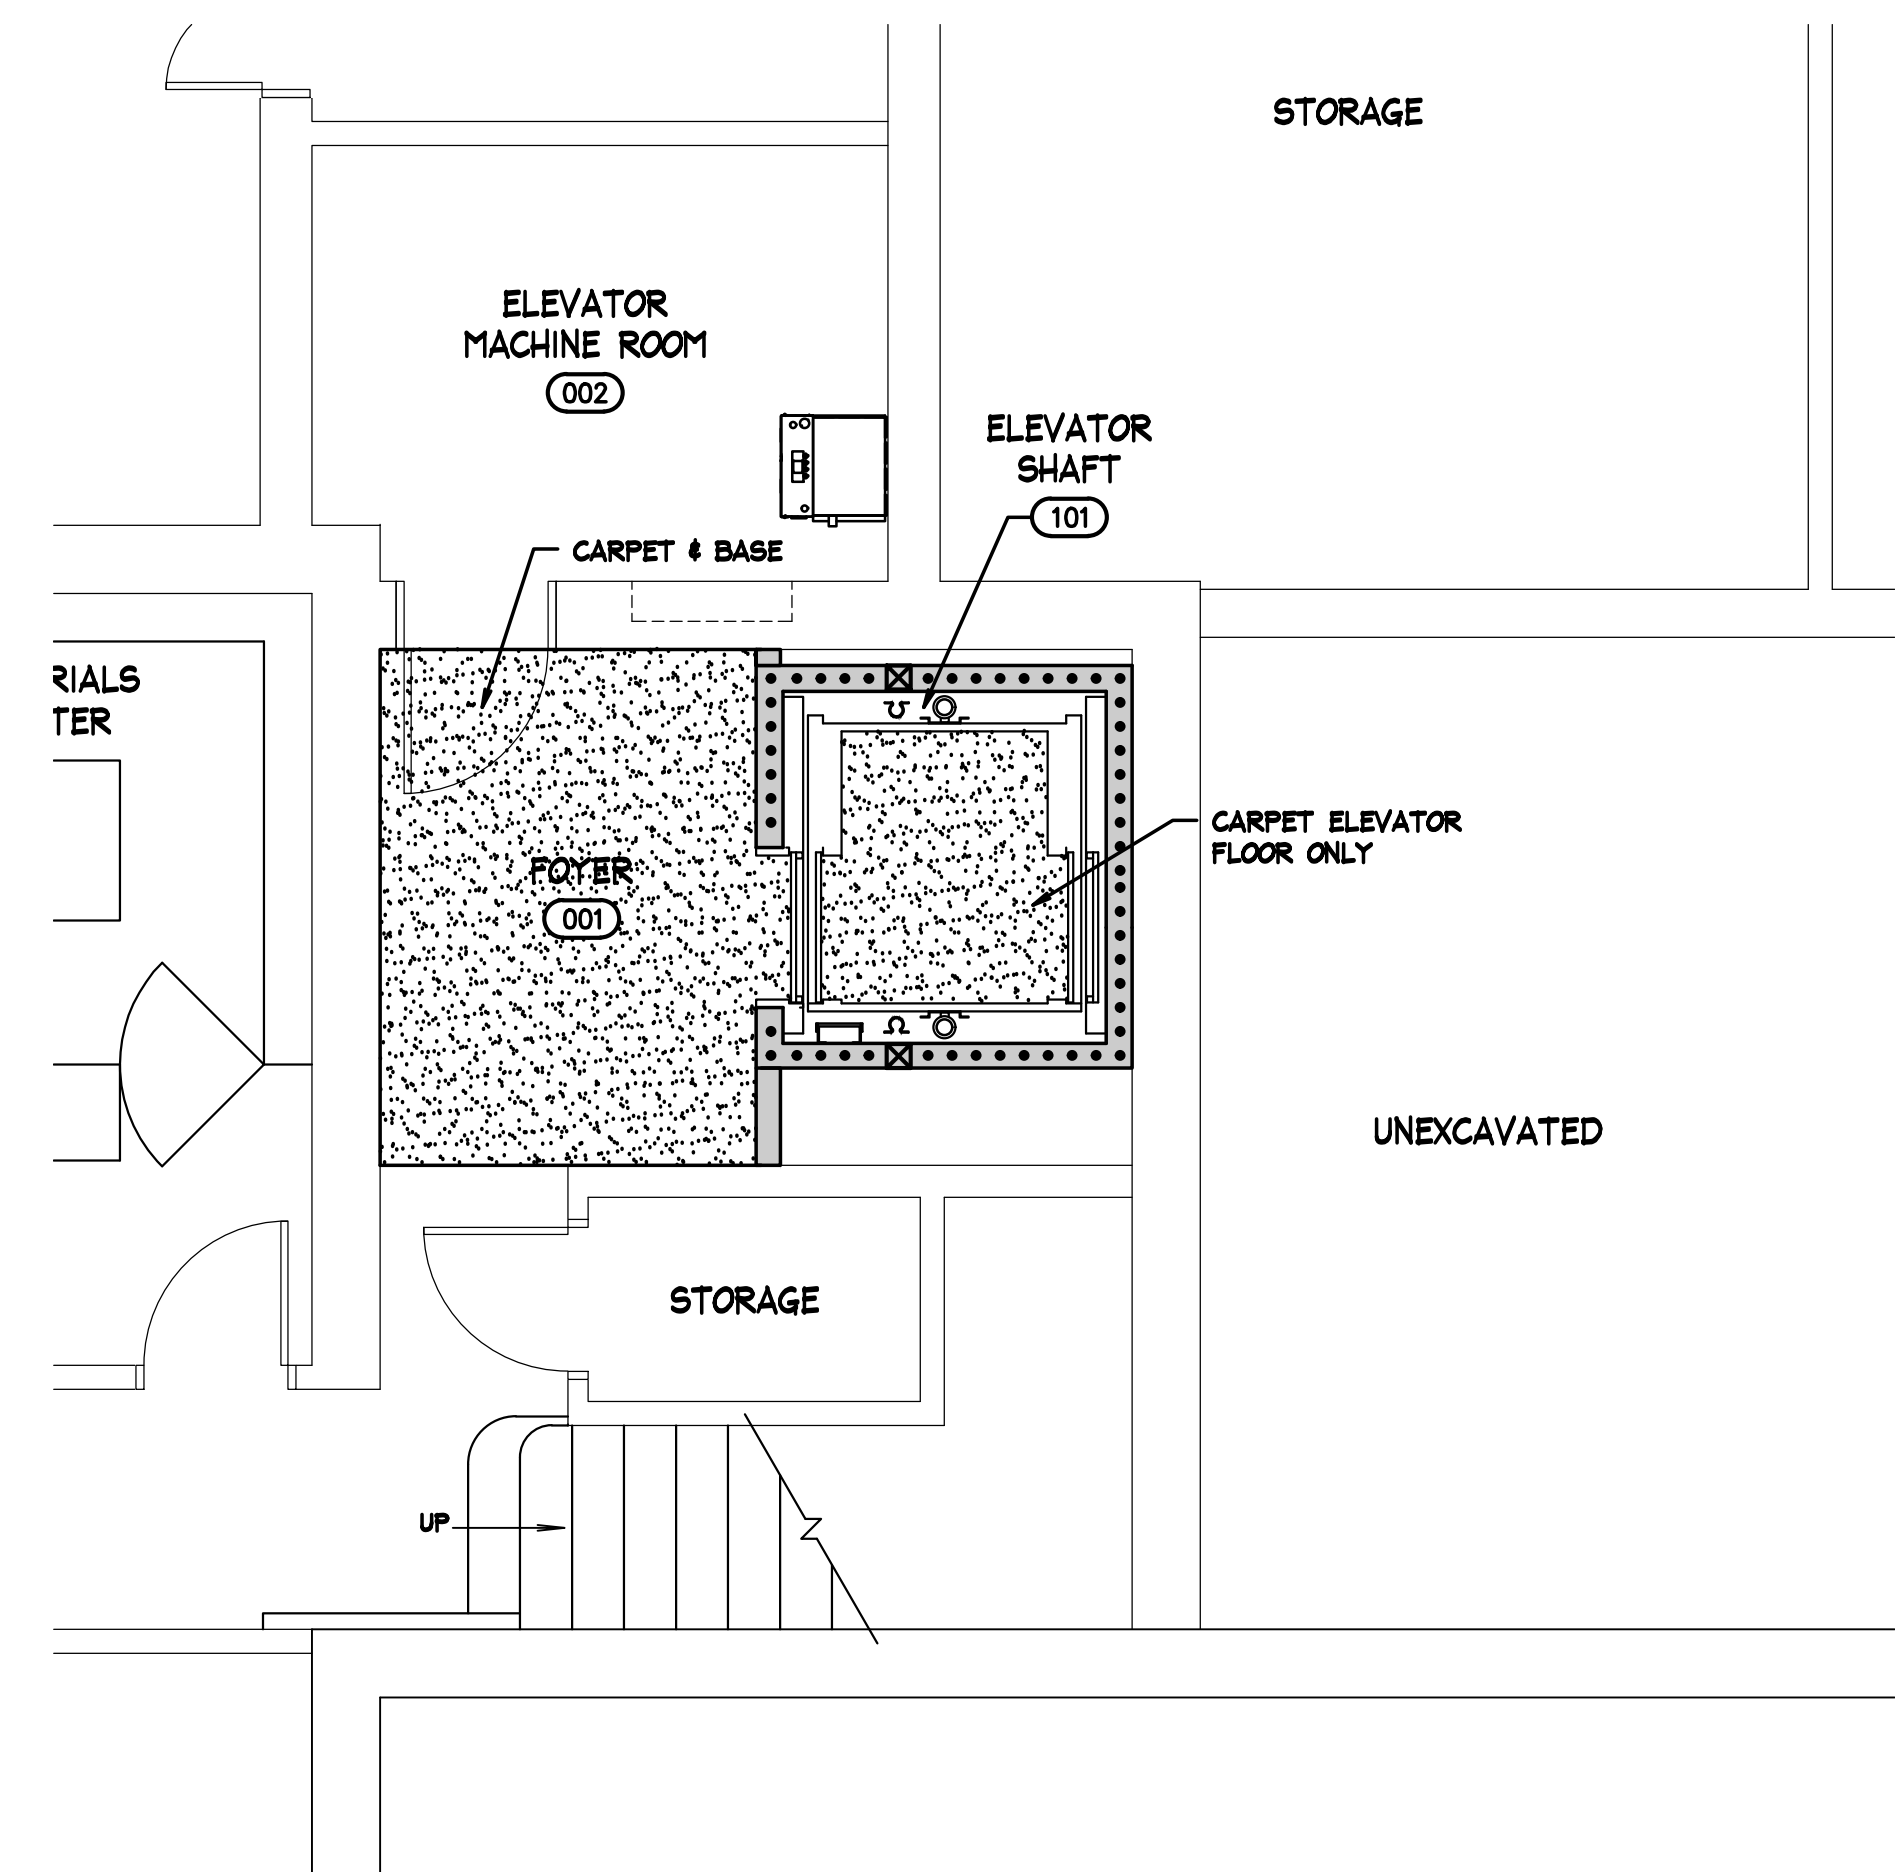 STORAGE
ELEVATOR
MACHINE ROOM
002
ELEVATOR
SHAFT
101
CARPET & BASE
RIALS
TER
CARPET ELEVATOR
FLOOR ONLY
FOYER
001
UNEXCAVATED
STORAGE
UP